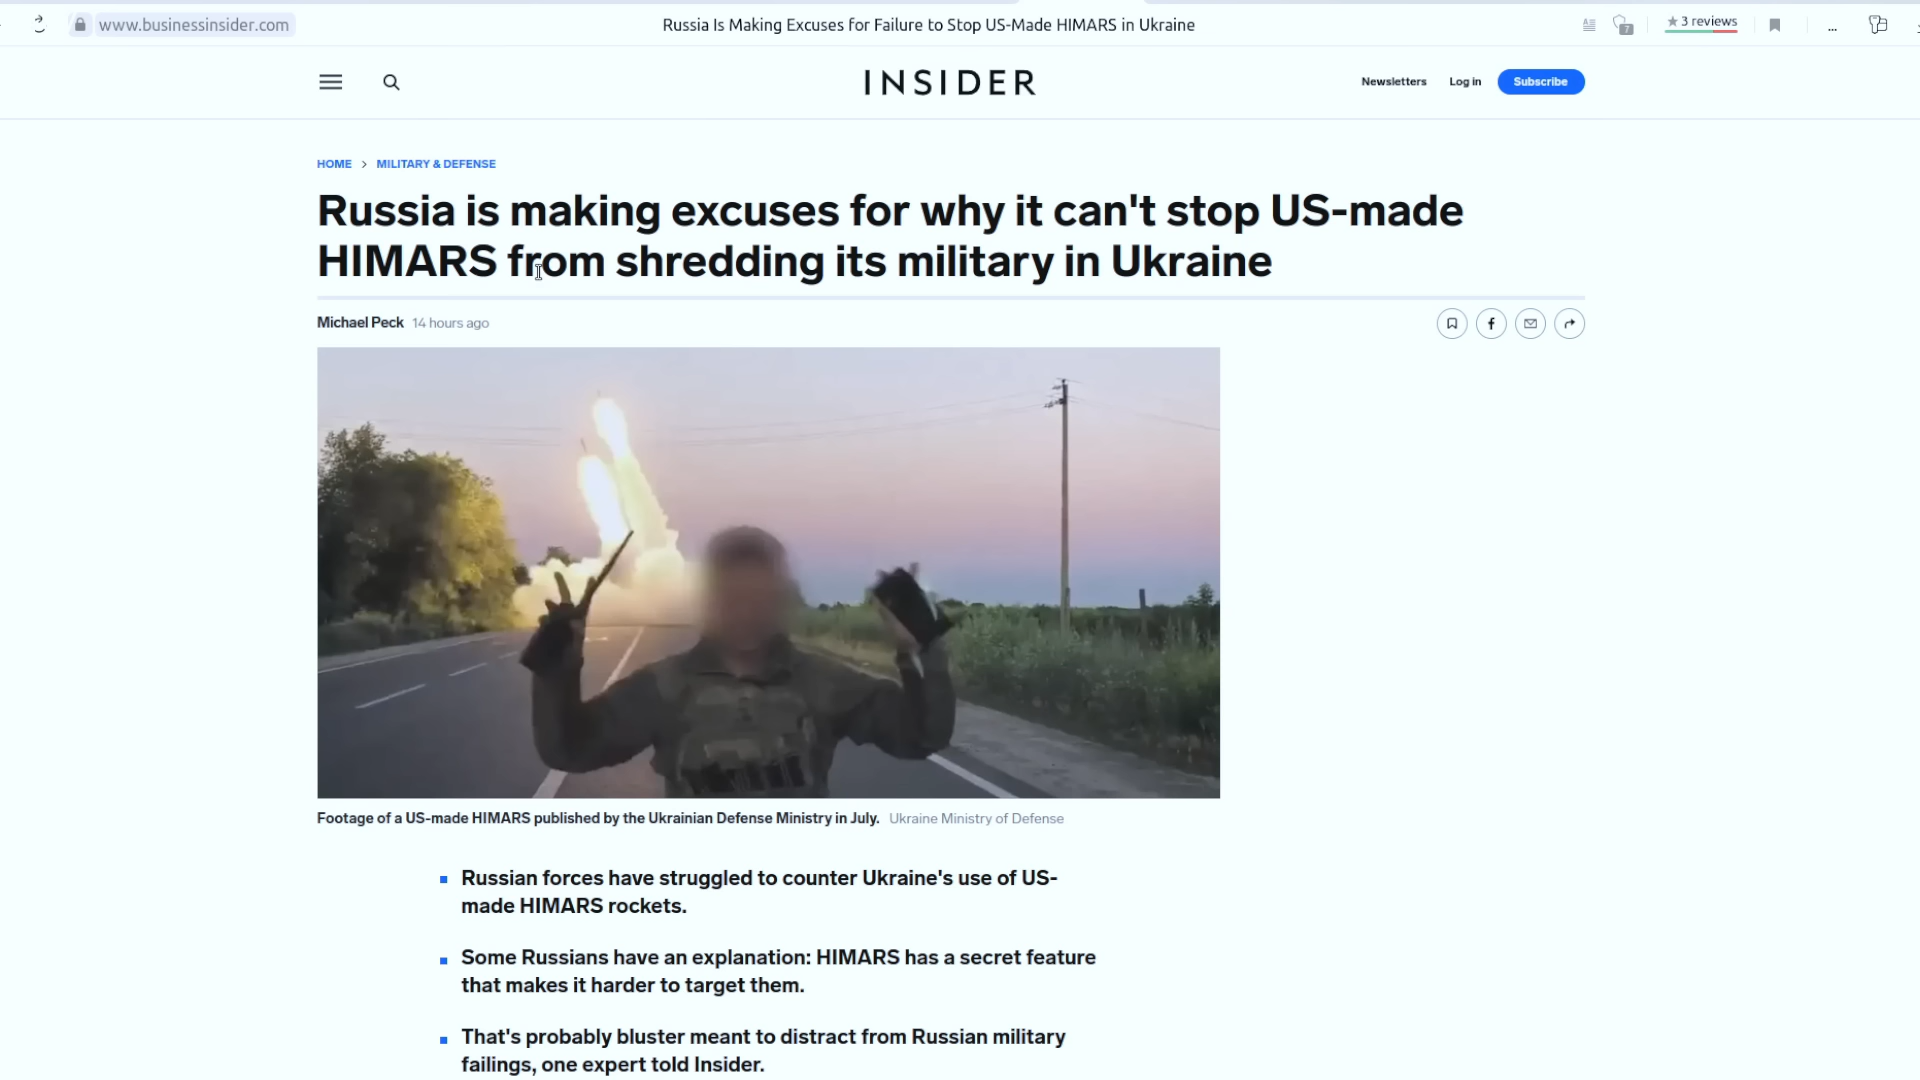 www.businessinsider.com
Russia Is Making Excuses for Failure to Stop US-Made HIMARS in Ukraine
7
★ 3 reviews
...
INSIDER
Newsletters
Log in
Subscribe
HOME > MILITARY & DEFENSE
Russia is making excuses for why it can't stop US-made
HIMARS from shredding its military in Ukraine
Michael Peck 14 hours ago
Footage of a US-made HIMARS published by the Ukrainian Defense Ministry in July. Ukraine Ministry of Defense
Russian forces have struggled to counter Ukraine's use of US-
made HIMARS rockets.
Some Russians have an explanation: HIMARS has a secret feature
that makes it harder to target them.
That's probably bluster meant to distract from Russian military
failings, one expert told Insider.